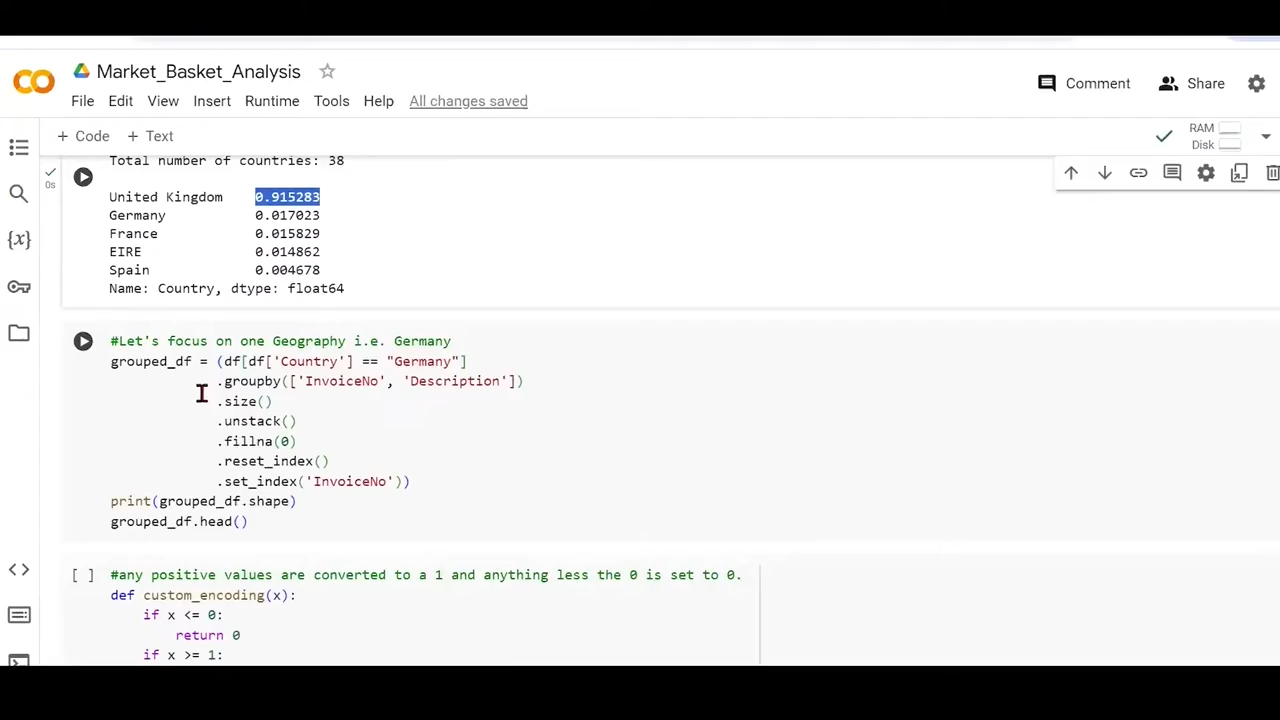 Market_Basket_Analysis
Comment
Share
File Edit View Insert Runtime Tools Help All changes saved
+ Code + Text
RAM
Disk
Total number of countries: 38
0s
United Kingdom 0.915283
Germany 0.017023
France 0.015829
EIRE 0.014862
Spain 0.004678
Name: Country, dtype: float64
#Let's focus on one Geography i.e. Germany
grouped_df = (df[df['Country'] == "Germany"]
.groupby(['InvoiceNo', 'Description'])
.size()
.unstack()
.fillna(0)
.reset_index()
.set_index('InvoiceNo'))
print(grouped_df.shape)
grouped_df.head()
[ ] #any positive values are converted to a 1 and anything less the 0 is set to 0.
def custom_encoding(x):
if x <= 0:
return 0
if x >= 1: